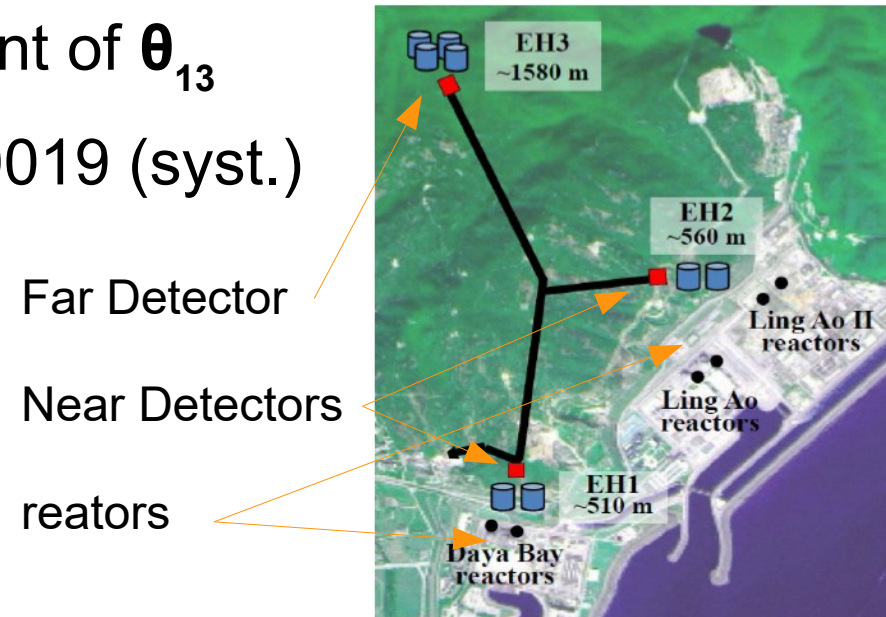 nt of θ13
0019 (syst.)
Far Detector
Near Detectors
reators
EH3
~1580 m
EH2
~560 m
Ling Ao II
reactors
Ling Ao
reactors
EH1
~510 m
Daya Bay
reactors